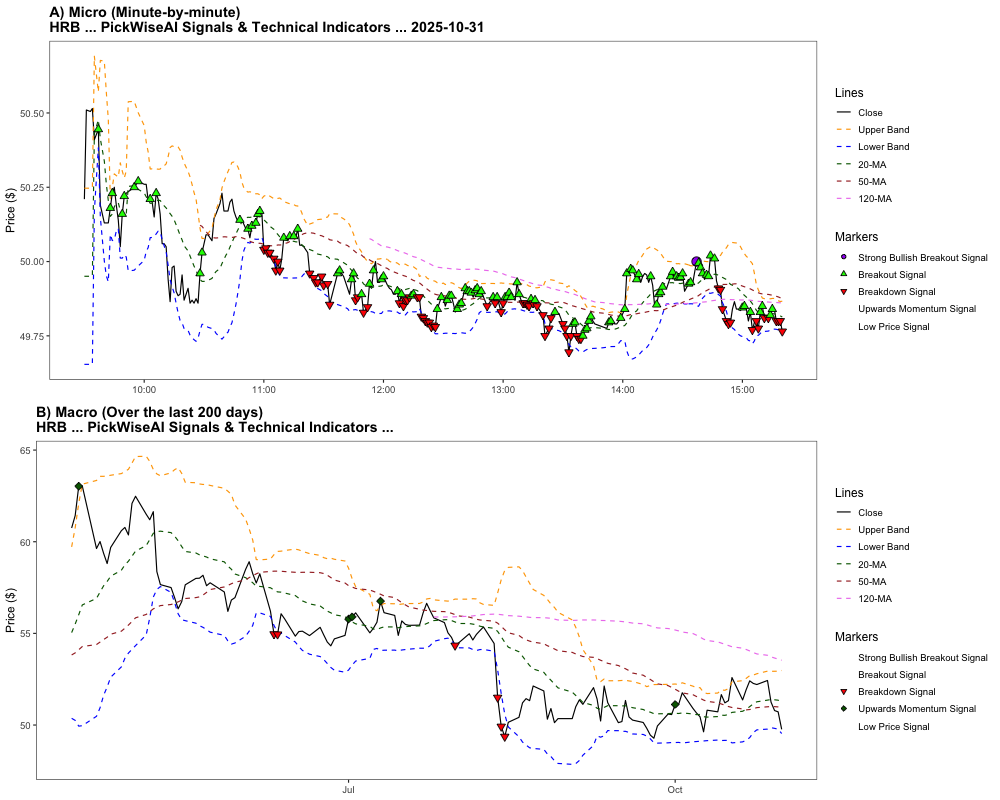 A) Micro (Minute-by-minute)
HRB ... PickWiseAI Signals & Technical Indicators ... 2025-10-31
Price ($)
50.50
50.25
50.00
49.75
10:00
11:00
12:00
13:00
14:00
15:00
Lines
Close
Upper Band
Lower Band
20-MA
50-MA
120-MA
Markers
Strong Bullish Breakout Signal
Breakout Signal
Breakdown Signal
Upwards Momentum Signal
Low Price Signal
B) Macro (Over the last 200 days)
HRB ... PickWiseAI Signals & Technical Indicators ...
Price ($)
65
60
55
50
Jul
Oct
Lines
Close
Upper Band
Lower Band
20-MA
50-MA
120-MA
Markers
Strong Bullish Breakout Signal
Breakout Signal
Breakdown Signal
Upwards Momentum Signal
Low Price Signal